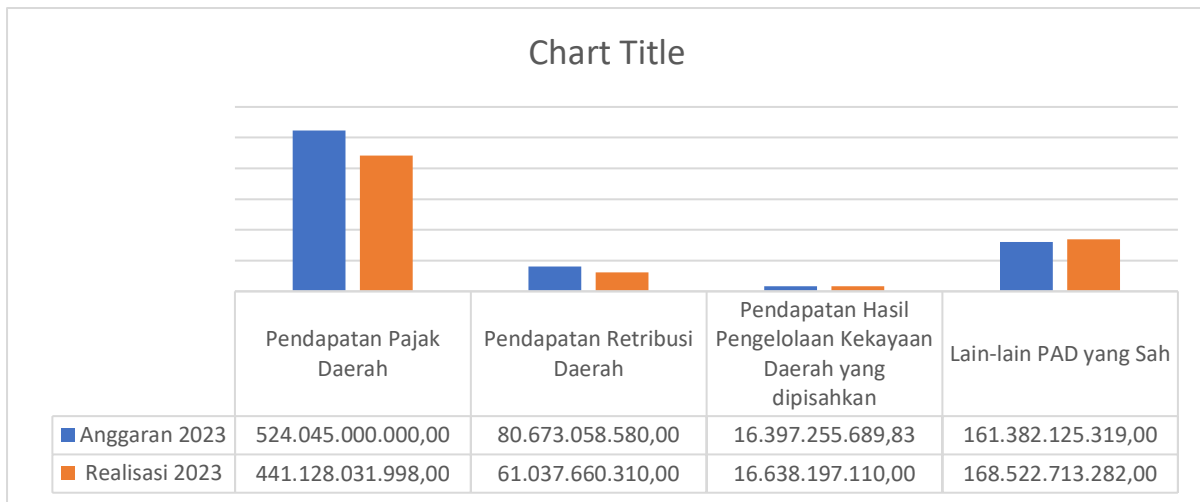 Chart Title
Pendapatan Pajak
Daerah
Pendapatan Retribusi
Daerah
Pendapatan Hasil
Pengelolaan Kekayaan
Daerah yang
dipisahkan
Lain-lain PAD yang Sah
Anggaran 2023 524.045.000.000,00 80.673.058.580,00 16.397.255.689,83 161.382.125.319,00
Realisasi 2023 441.128.031.998,00 61.037.660.310,00 16.638.197.110,00 168.522.713.282,00